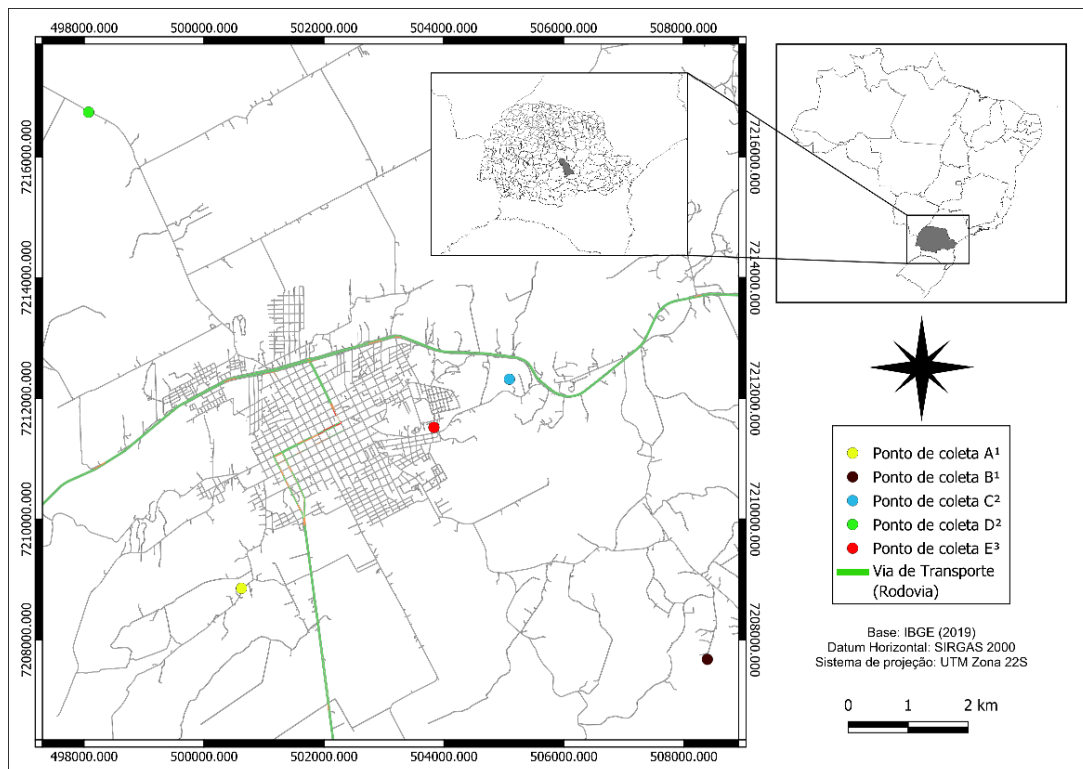 498000.000 500000.000 502000.000 504000.000 506000.000 508000.000
7216000.000
7214000.000
7212000.000
7210000.000
7208000.000
7216000.000
7214000.000
7212000.000
7210000.000
7208000.000
498000.000 500000.000 502000.000 504000.000 506000.000 508000.000
Ponto de coleta A¹
Ponto de coleta B¹
Ponto de coleta C²
Ponto de coleta D²
Ponto de coleta E³
Via de Transporte
(Rodovia)
Base: IBGE (2019)
Datum Horizontal: SIRGAS 2000
Sistema de projeção: UTM Zona 22S
0 1 2 km